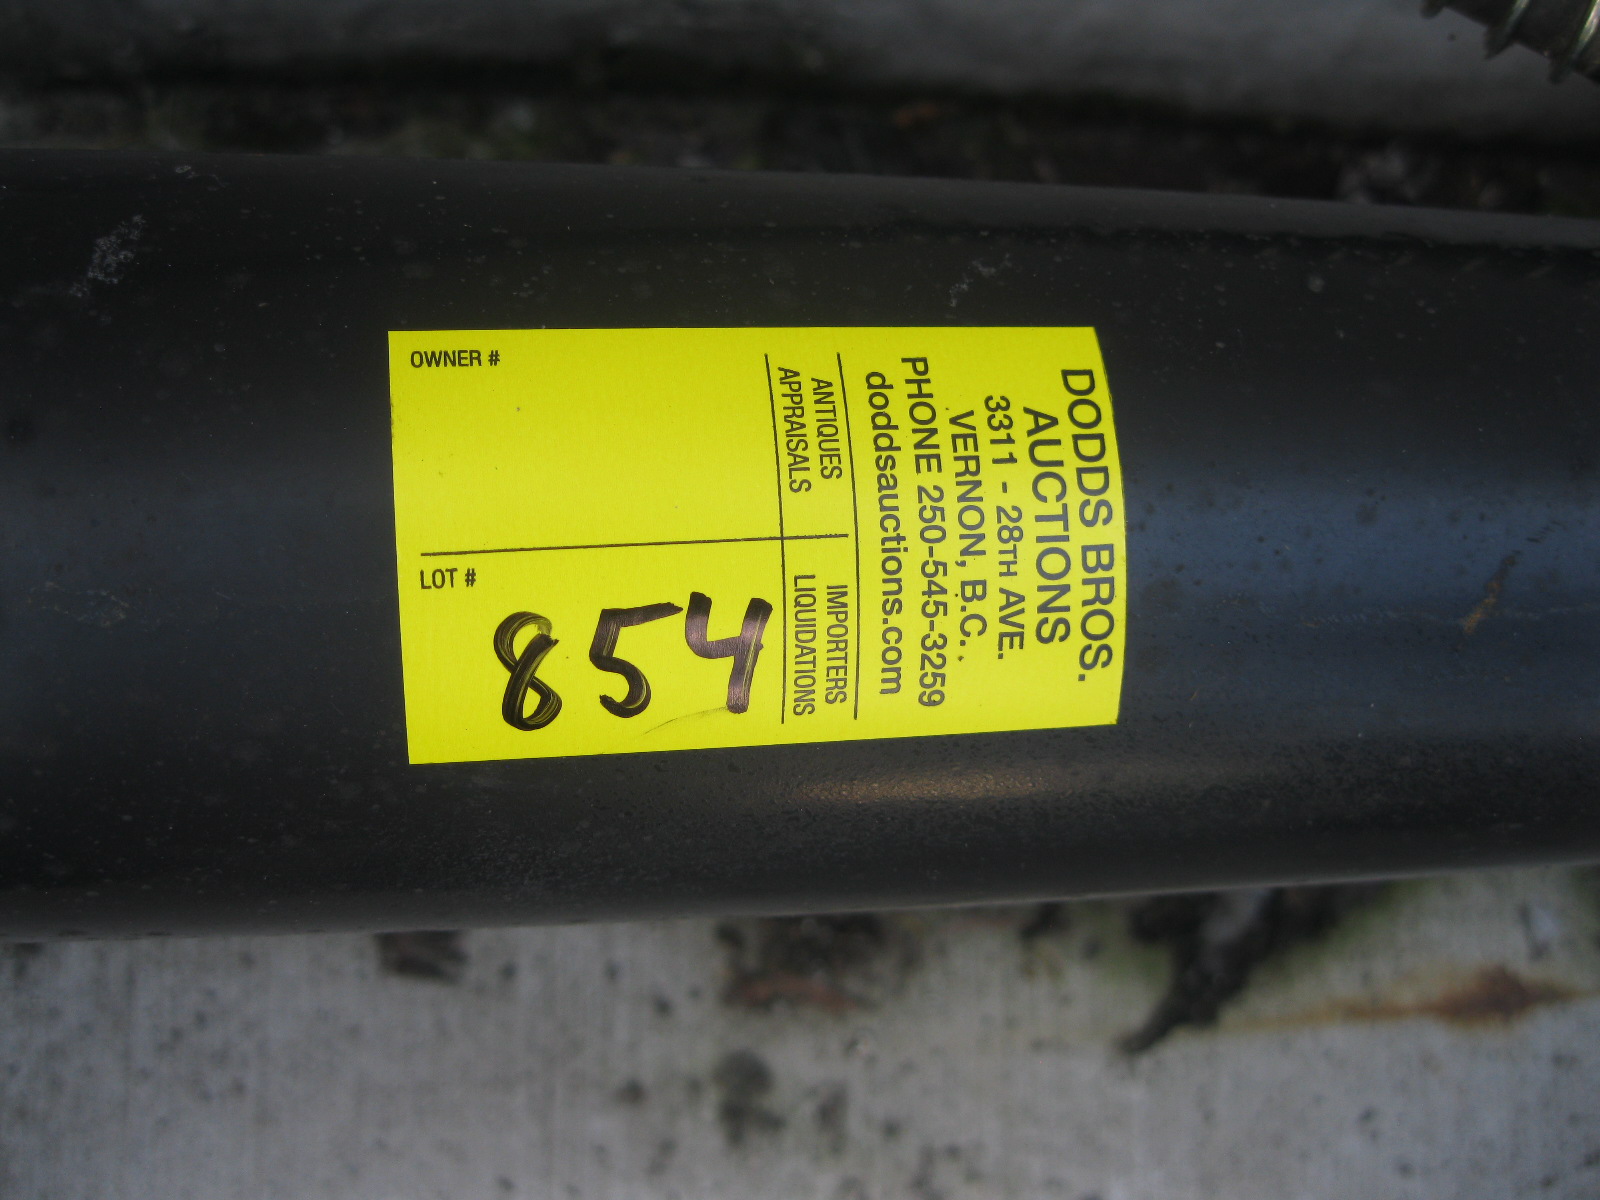 DODDS BROS.
AUCTIONS
3311 - 28TH AVE.
VERNON, B.C.
PHONE 250-545-3259
doddsauctions.com
ANTIQUES
APPRAISALS
IMPORTERS
LIQUIDATIONS
OWNER #
LOT #
854